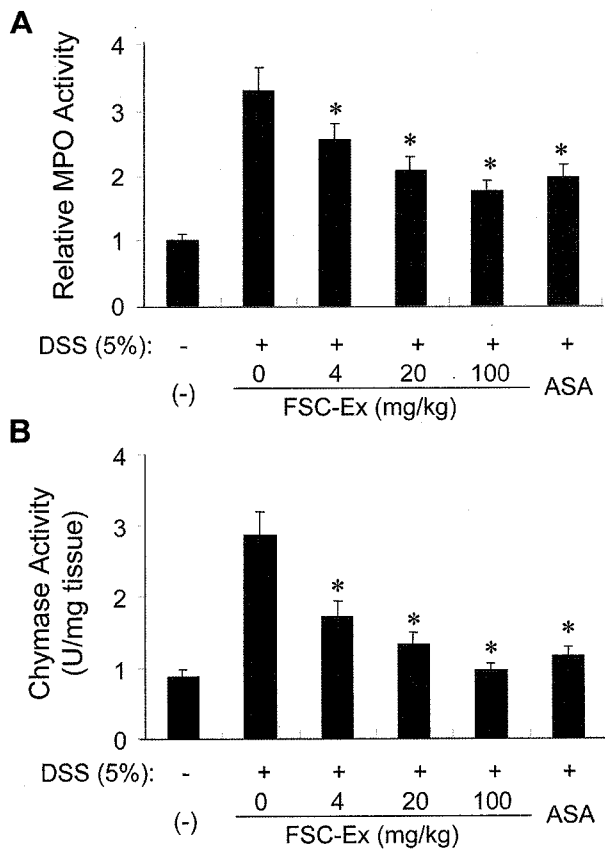 A
Relative MPO Activity
4
3
2
1
0
* * * *
DSS (5%): - + + + + +
(-) 0 4 20 100 ASA
FSC-Ex (mg/kg)
B
Chymase Activity
(U/mg tissue)
4
3
2
1
0
* * * *
DSS (5%): - + + + + +
(-) 0 4 20 100 ASA
FSC-Ex (mg/kg)